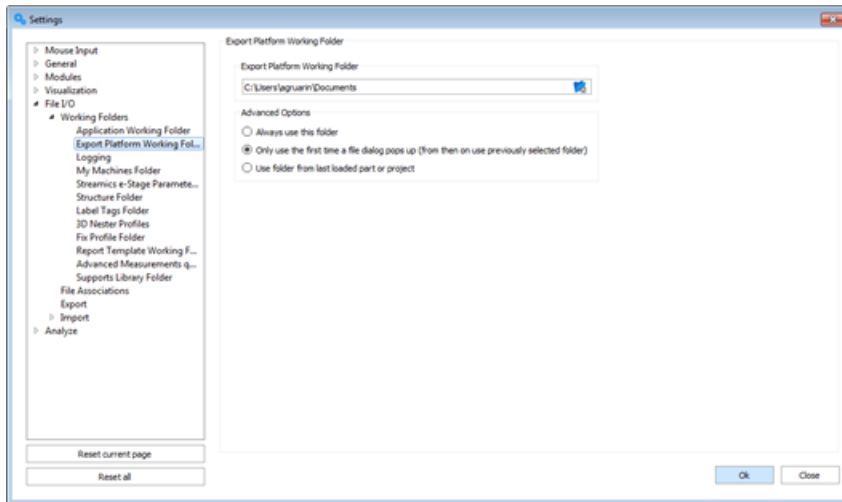 Settings
Mouse Input
General
Modules
Visualization
File I/O
Working Folders
Application Working Folder
Export Platform Working Fol...
Logging
My Machines Folder
Streamics e-Stage Paramete...
Structure Folder
Label Tags Folder
3D Nester Profiles
Fix Profile Folder
Report Template Working F...
Advanced Measurements q...
Supports Library Folder
File Associations
Export
Import
Analyze
Reset current page
Reset all
Export Platform Working Folder
Export Platform Working Folder
C:\Users\agruarin\Documents
Advanced Options
Always use this folder
Only use the first time a file dialog pops up (from then on use previously selected folder)
Use folder from last loaded part or project
Ok Close